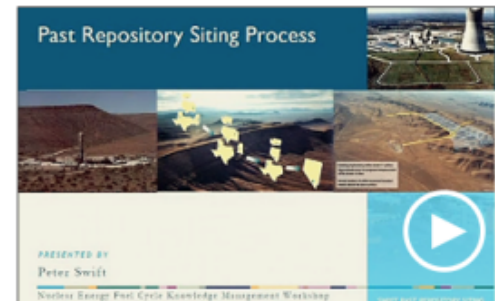 Past Repository Siting Process
PRESENTED BY
Peter Swift
Nuclear Energy Fuel Cycle Knowledge Management Workshop